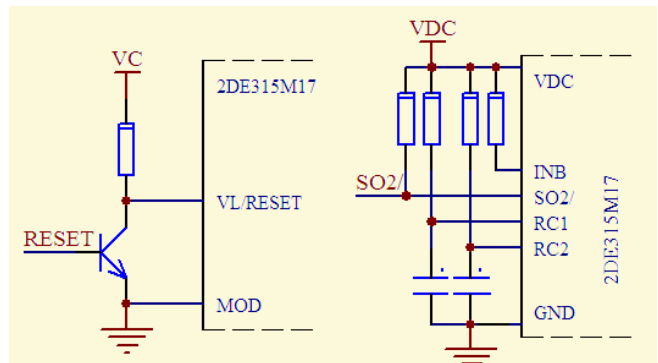 VC
2DE315M17
VL/RESET
RESET
MOD
VDC
VDC
INB
SO2/
SO2/
RC1
RC2
GND
2DE315M17